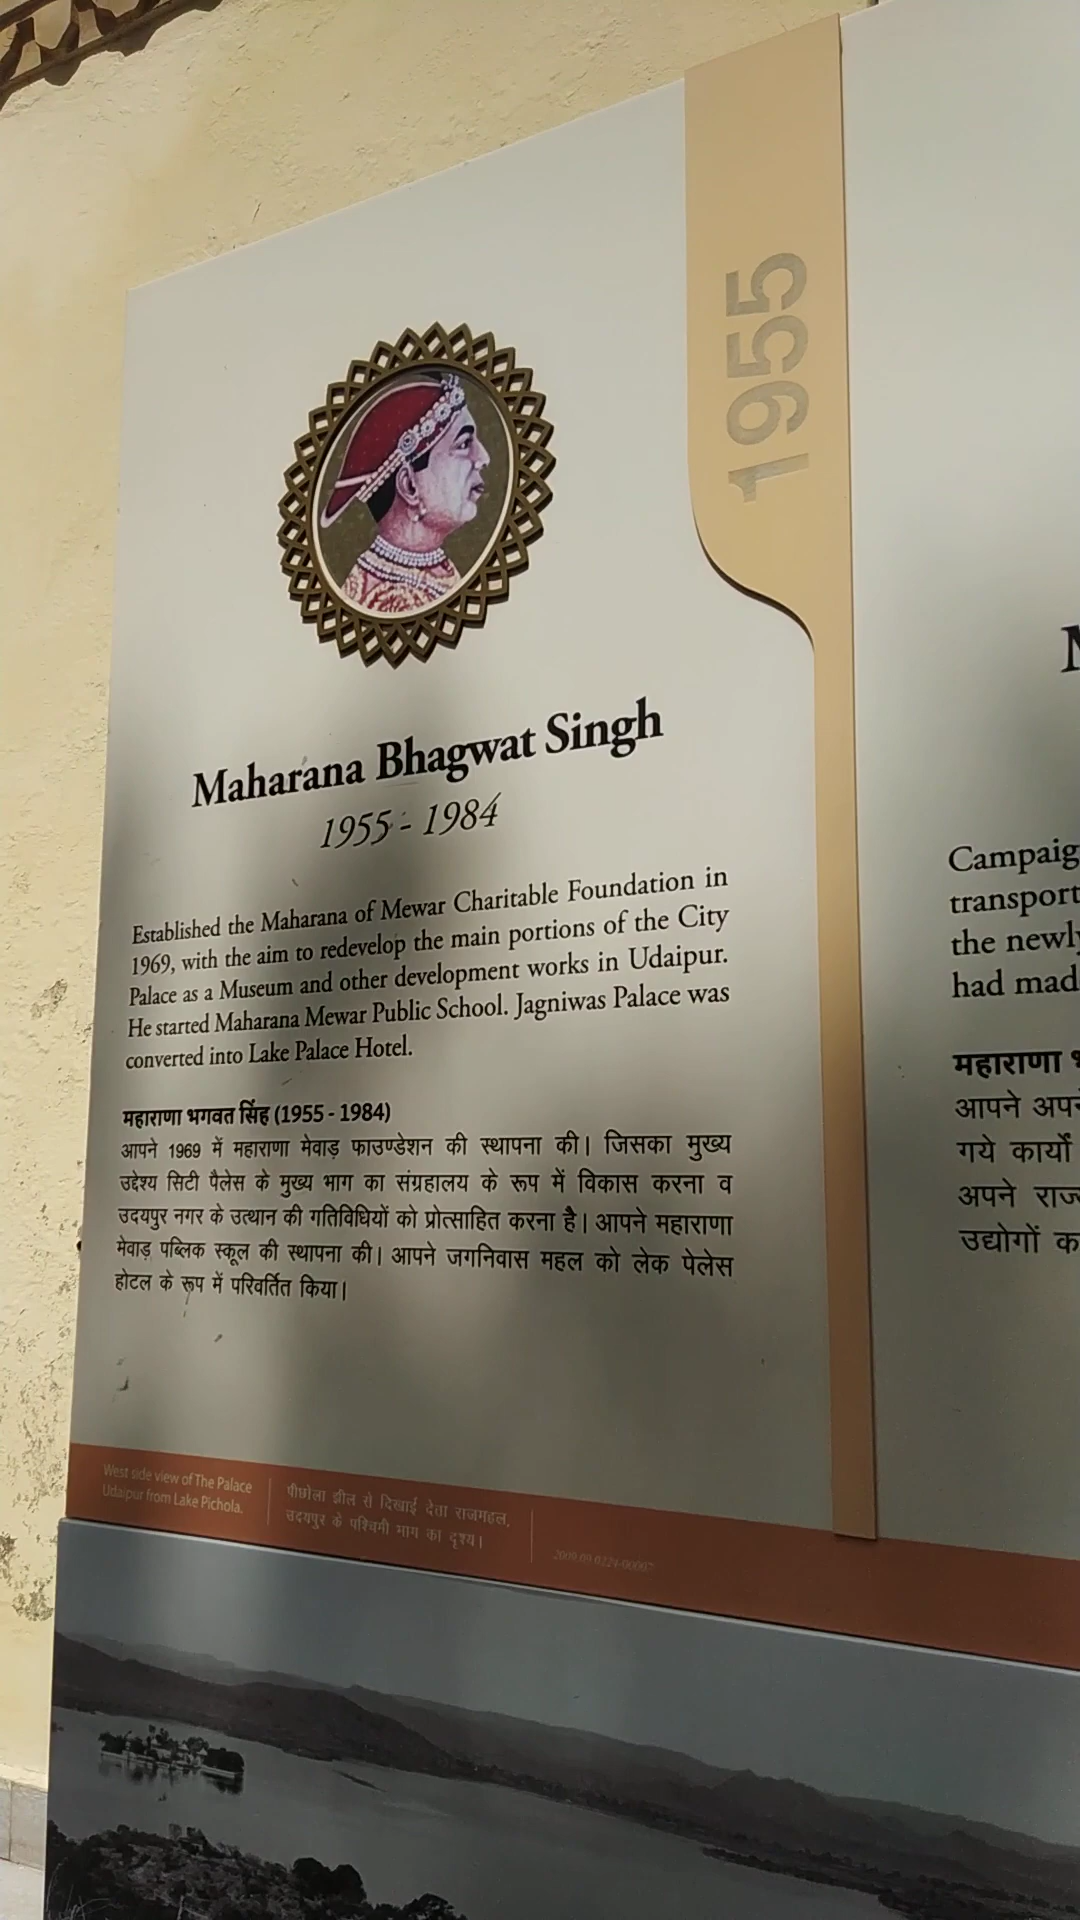 1955
Maharana Bhagwat Singh
1955 - 1984
Established the Maharana of Mewar Charitable Foundation in
1969, with the aim to redevelop the main portions of the City
Palace as a Museum and other development works in Udaipur.
He started Maharana Mewar Public School. Jagniwas Palace was
converted into Lake Palace Hotel.
महाराणा भगवत सिंह (1955 - 1984)
आपने 1969 में महाराणा मेवाड़ फाउण्डेशन की स्थापना की। जिसका मुख्य
उद्देश्य सिटी पैलेस के मुख्य भाग का संग्रहालय के रूप में विकास करना व
उदयपुर नगर के उत्थान की गतिविधियों को प्रोत्साहित करना है। आपने महाराणा
मेवाड़ पब्लिक स्कूल की स्थापना की। आपने जगनिवास महल को लेक पेलेस
होटल के रूप में परिवर्तित किया।
West side view of The Palace
Udaipur from Lake Pichola.
पीछोला झील से दिखाई देता राजमहल,
उदयपुर के पश्चिमी भाग का दृश्य।
M
Campaig
transport
the newly
had mad
महाराणा
आपने अपने
गये कार्यों
अपने राज्
उद्योगों क